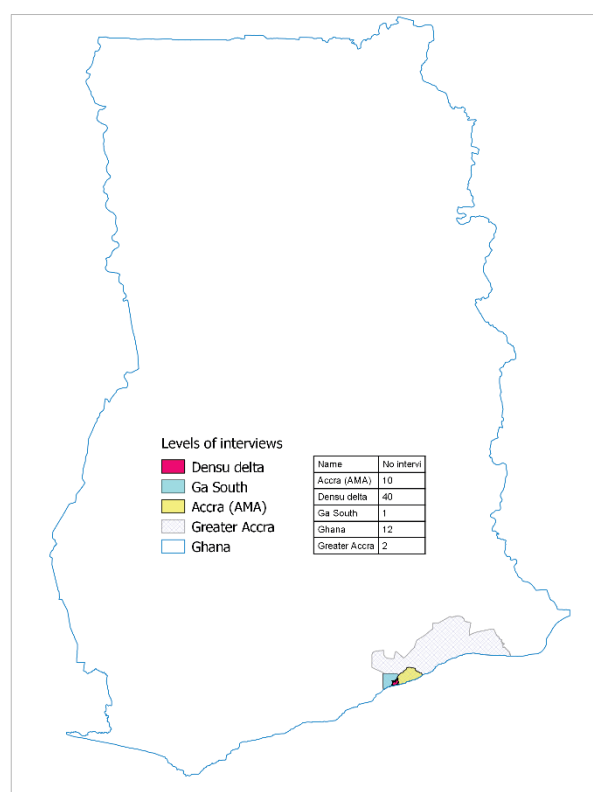 Levels of interviews
Densu delta
Ga South
Accra (AMA)
Greater Accra
Ghana
Name No intervi
Accra (AMA) 10
Densu delta 40
Ga South 1
Ghana 12
Greater Accra 2